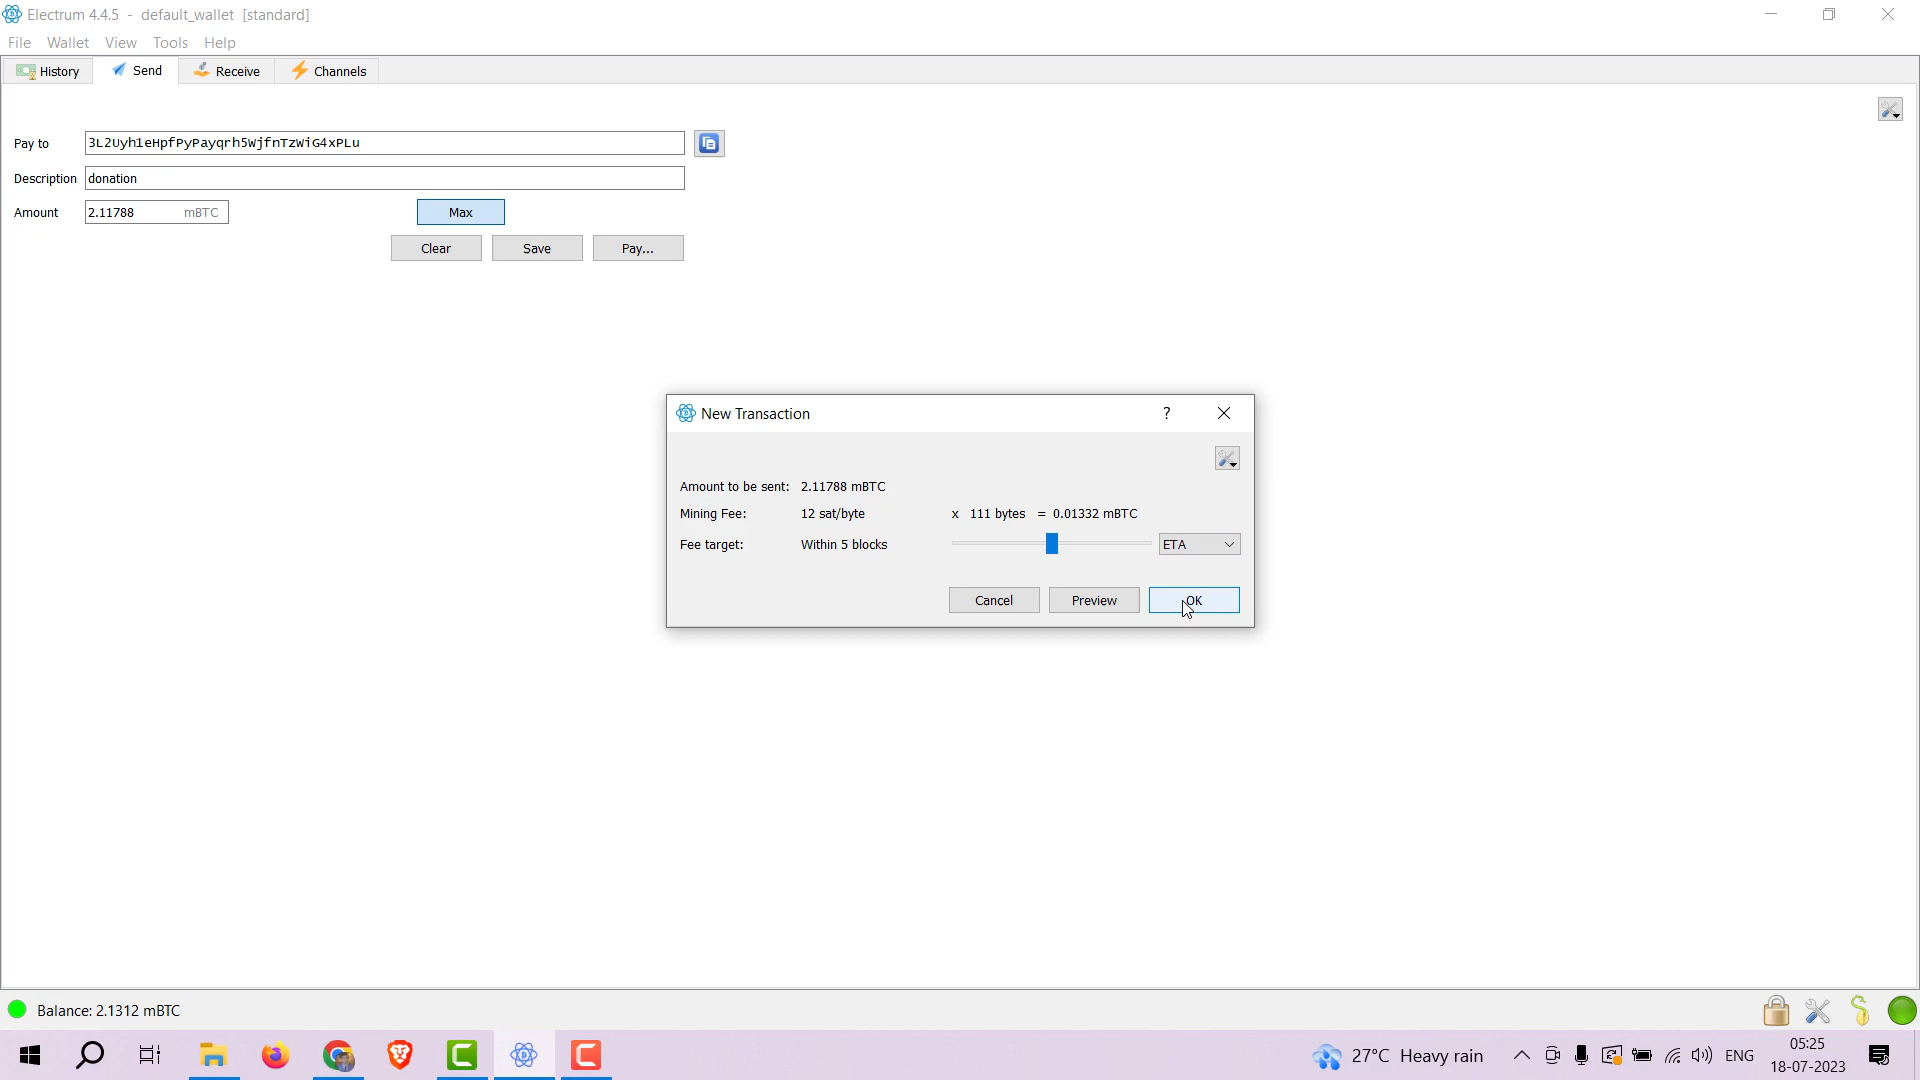 Electrum 4.4.5 - default_wallet [standard]
File Wallet View Tools Help
History Send Receive Channels
Pay to 3L2Uyh1eHpfPyPayqrh5WjfnTzWiG4xPLu
Description donation
Amount 2.11788 mBTC Max
Clear Save Pay...
New Transaction ?
Amount to be sent: 2.11788 mBTC
Mining Fee: 12 sat/byte x 111 bytes = 0.01332 mBTC
Fee target: Within 5 blocks ETA
Cancel Preview OK
Balance: 2.1312 mBTC
27°C Heavy rain ENG 05:25
18-07-2023